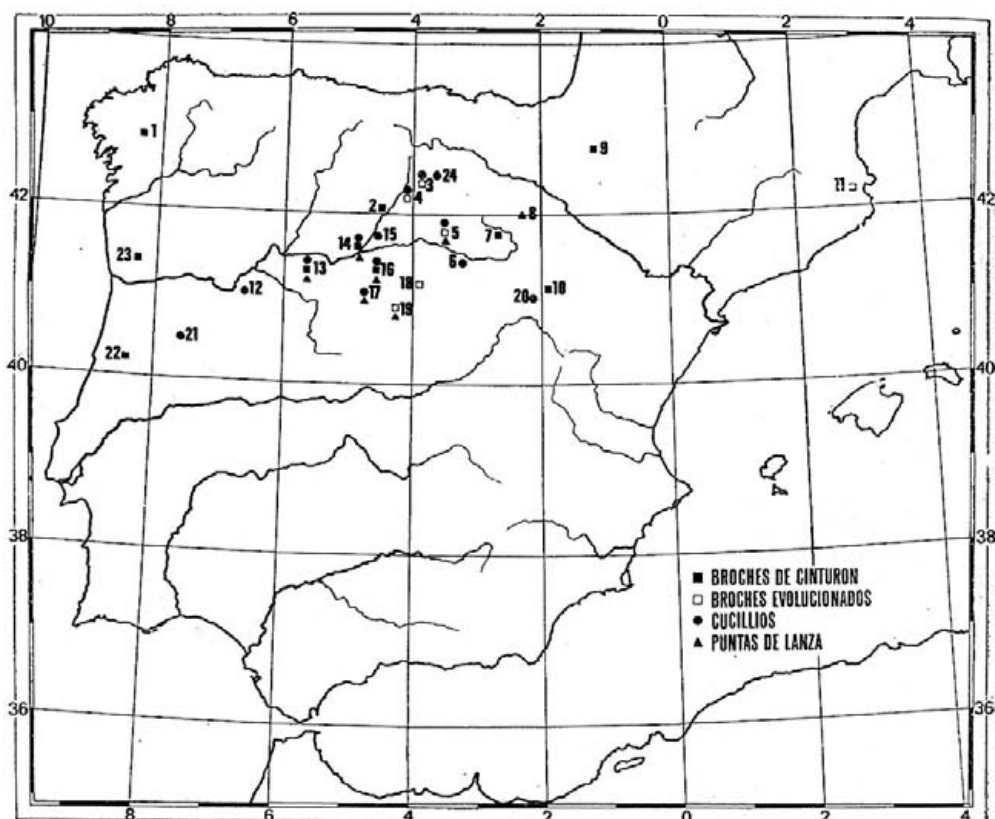 10 8 6 4 2 0 2 4
1
9
24
3
42 2 4 11 42
8
14 15 5 7
23 6
13 16
12 17 18 20 10
19
21
22
40 40
38 38
■ BROCHES DE CINTURON
□ BROCHES EVOLUCIONADOS
● CUCILLIOS
▲ PUNTAS DE LANZA
36 36
8 6 4 2 0 2 4